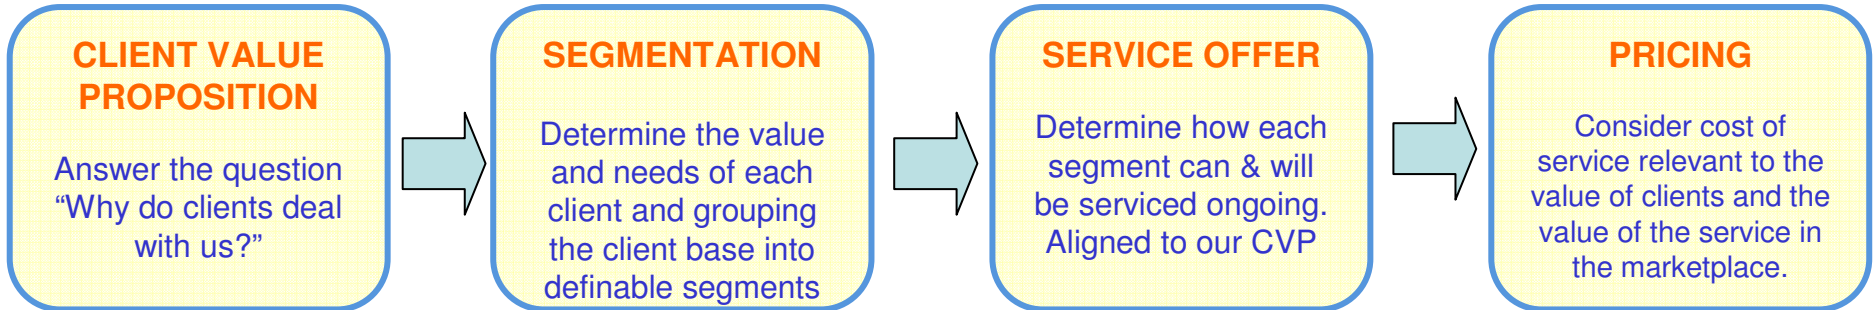 CLIENT VALUE
PROPOSITION
Answer the question
“Why do clients deal
with us?”
SEGMENTATION
Determine the value
and needs of each
client and grouping
the client base into
definable segments
SERVICE OFFER
Determine how each
segment can & will
be serviced ongoing.
Aligned to our CVP
PRICING
Consider cost of
service relevant to the
value of clients and the
value of the service in
the marketplace.